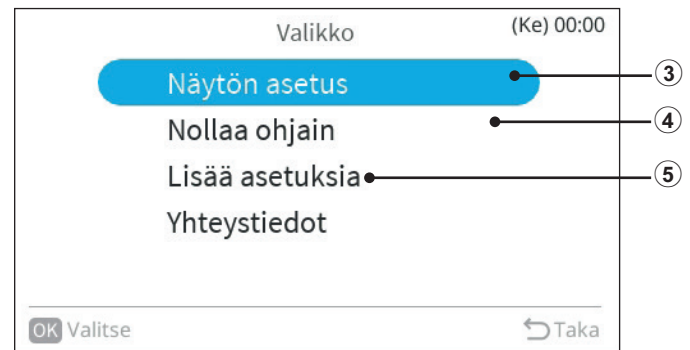 Valikko (Ke) 00:00
Näytön asetus ③
Nollaa ohjain ④
Lisää asetuksia ⑤
Yhteystiedot
OK Valitse Taka